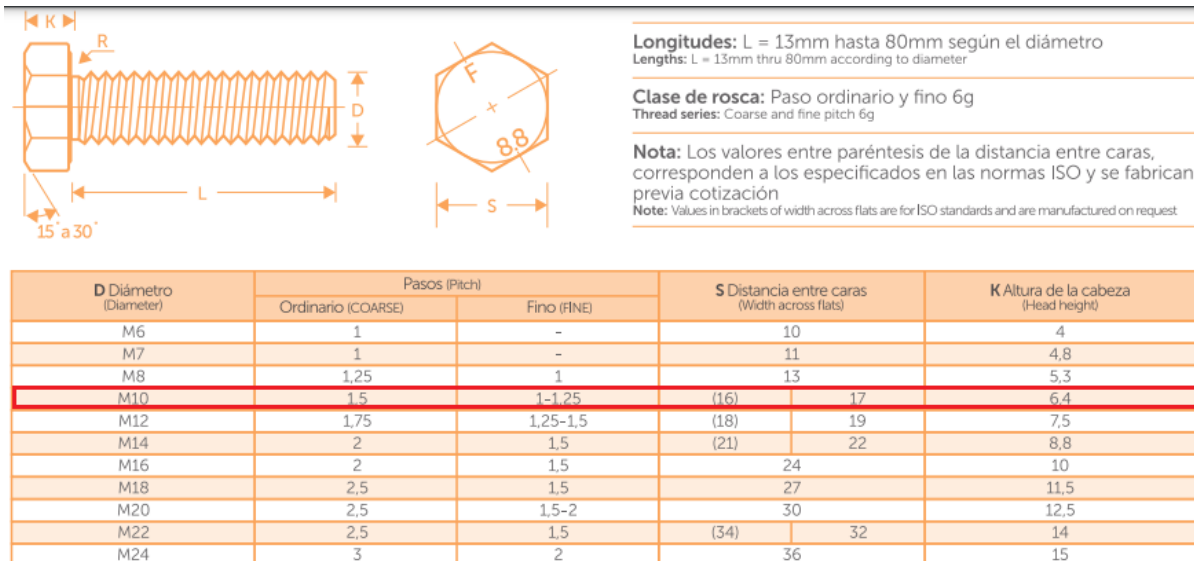 K
R
D
L
15° a 30°
F
8.8
S
Longitudes: L = 13mm hasta 80mm según el diámetro
Lengths: L = 13mm thru 80mm according to diameter
Clase de rosca: Paso ordinario y fino 6g
Thread series: Coarse and fine pitch 6g
Nota: Los valores entre paréntesis de la distancia entre caras,
corresponden a los especificados en las normas ISO y se fabrican
previa cotización
Note: Values in brackets of width across flats are for ISO standards and are manufactured on request
D Diámetro (Diameter) Pasos (Pitch) S Distancia entre caras (Width across flats) K Altura de la cabeza (Head height)
Ordinario (COARSE) Fino (FINE)
M6 1 - 10 4
M7 1 - 11 4,8
M8 1,25 1 13 5,3
M10 1,5 1-1,25 (16) 17 6,4
M12 1,75 1,25-1,5 (18) 19 7,5
M14 2 1,5 (21) 22 8,8
M16 2 1,5 24 10
M18 2,5 1,5 27 11,5
M20 2,5 1,5-2 30 12,5
M22 2,5 1,5 (34) 32 14
M24 3 2 36 15